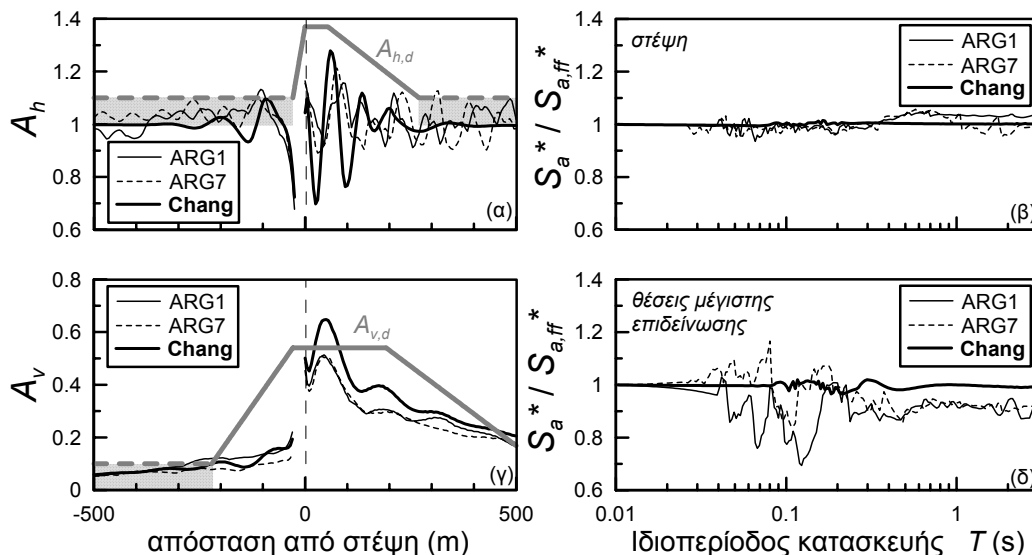 1.4
1.2
1
0.8
0.6
A_h
A_{h,d}
ARG1
ARG7
Chang
(α)
1.4
1.2
1
0.8
0.6
S_a* / S_{a,ff}*
στέψη
ARG1
ARG7
Chang
(β)
0.8
0.6
0.4
0.2
0
A_v
A_{v,d}
ARG1
ARG7
Chang
(γ)
-500
0
500
απόσταση από στέψη (m)
1.4
1.2
1
0.8
0.6
S_a* / S_{a,ff}*
θέσεις μέγιστης
επιδείνωσης
ARG1
ARG7
Chang
(δ)
0.01
0.1
1
Ιδιοπερίοδος κατασκευής T (s)